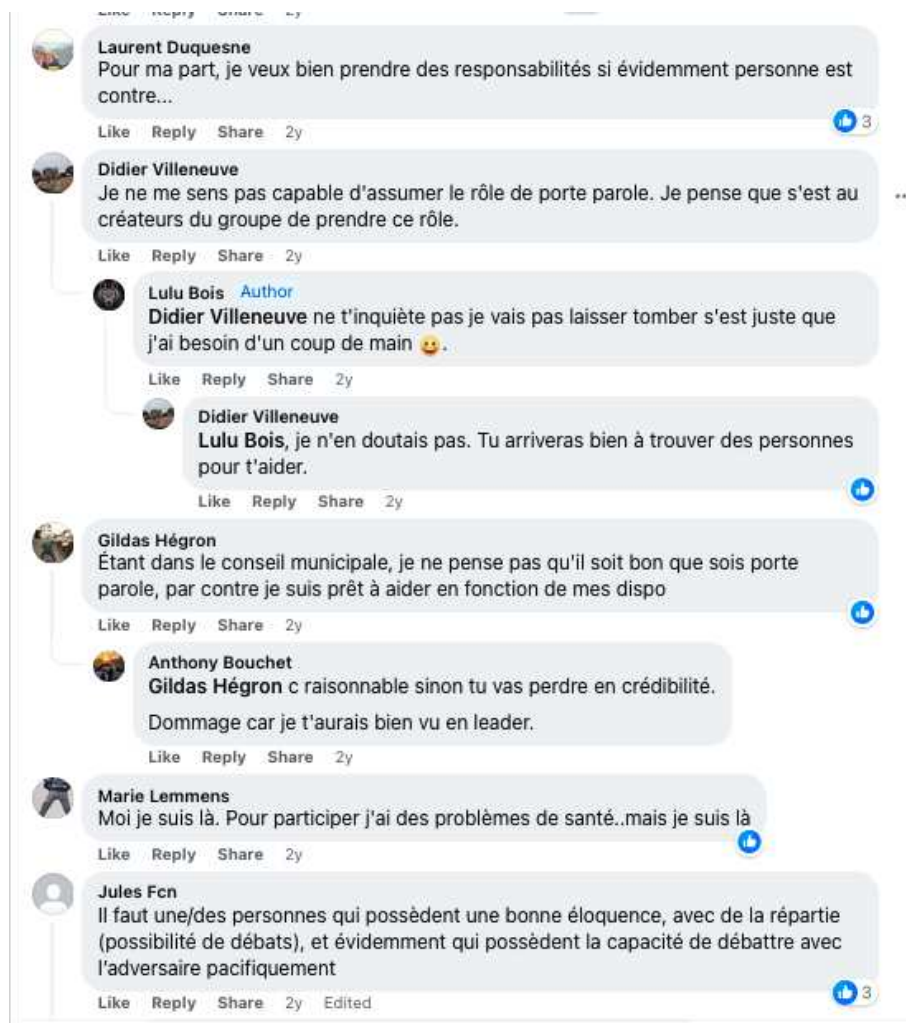 Laurent Duquesne
Pour ma part, je veux bien prendre des responsabilités si évidemment personne est
contre...
Like Reply Share 2y
3
Didier Villeneuve
Je ne me sens pas capable d'assumer le rôle de porte parole. Je pense que s'est au
créateurs du groupe de prendre ce rôle.
Like Reply Share 2y
Lulu Bois Author
Didier Villeneuve ne t'inquiète pas je vais pas laisser tomber s'est juste que
j'ai besoin d'un coup de main 😀.
Like Reply Share 2y
Didier Villeneuve
Lulu Bois, je n'en doutais pas. Tu arriveras bien à trouver des personnes
pour t'aider.
Like Reply Share 2y
Gildas Hégron
Étant dans le conseil municipale, je ne pense pas qu'il soit bon que sois porte
parole, par contre je suis prêt à aider en fonction de mes dispo
Like Reply Share 2y
Anthony Bouchet
Gildas Hégron c raisonnable sinon tu vas perdre en crédibilité.
Dommage car je t'aurais bien vu en leader.
Like Reply Share 2y
Marie Lemmens
Moi je suis là. Pour participer j'ai des problèmes de santé..mais je suis là
Like Reply Share 2y
Jules Fcn
Il faut une/des personnes qui possèdent une bonne éloquence, avec de la répartie
(possibilité de débats), et évidemment qui possèdent la capacité de débattre avec
l'adversaire pacifiquement
Like Reply Share 2y Edited
3